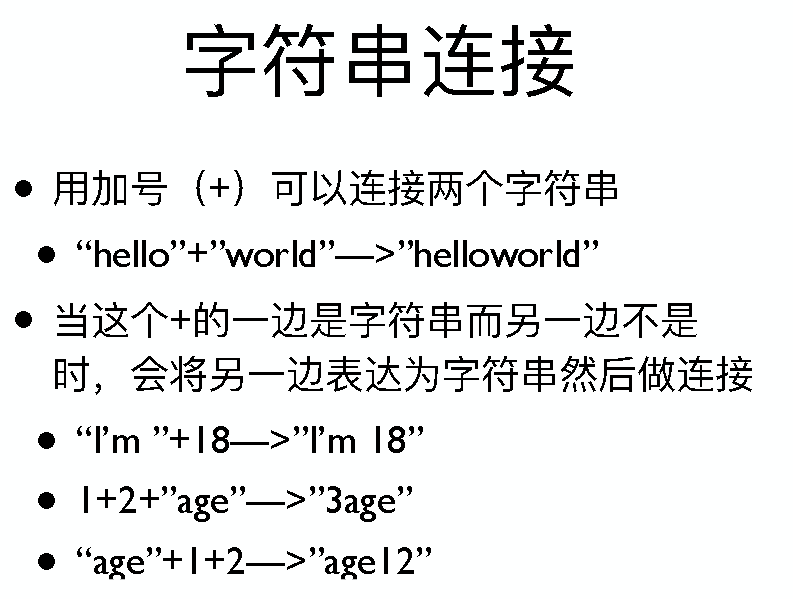 字符串连接
• 用加号（+）可以连接两个字符串
• “hello”+”world”—>”helloworld”
• 当这个+的一边是字符串而另一边不是
时，会将另一边表达为字符串然后做连接
• “I’m ”+18—>”I’m 18”
• 1+2+”age”—>”3age”
• “age”+1+2—>”age12”